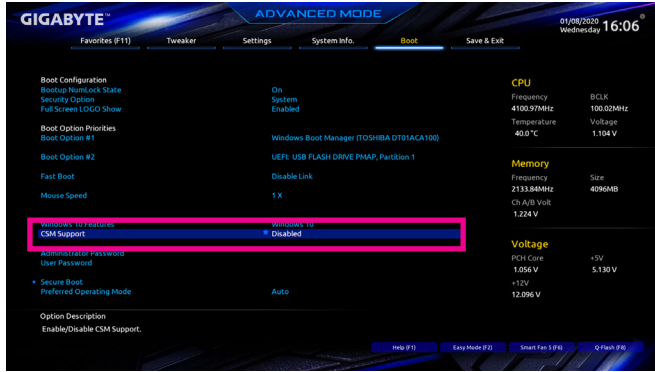 GIGABYTE™
ADVANCED MODE
01/08/2020 Wednesday 16:06
Favorites (F11) Tweaker Settings System Info. Boot Save & Exit
Boot Configuration
Bootup NumLock State On
Security Option System
Full Screen LOGO Show Enabled
Boot Option Priorities
Boot Option #1 Windows Boot Manager (TOSHIBA DT01ACA100)
Boot Option #2 UEFI: USB FLASH DRIVE PMAP, Partition 1
Fast Boot Disable Link
Mouse Speed 1 X
Windows 10 Features Windows 10
CSM Support * Disabled
Administrator Password
User Password
Secure Boot
Preferred Operating Mode Auto
Option Description
Enable/Disable CSM Support.
CPU
Frequency BCLK
4100.97MHz 100.02MHz
Temperature Voltage
40.0 °C 1.104 V
Memory
Frequency Size
2133.84MHz 4096MB
Ch A/B Volt
1.224 V
Voltage
PCH Core +5V
1.056 V 5.130 V
+12V
12.096 V
Help (F1) Easy Mode (F2) Smart Fan 5 (F6) Q-Flash (F8)